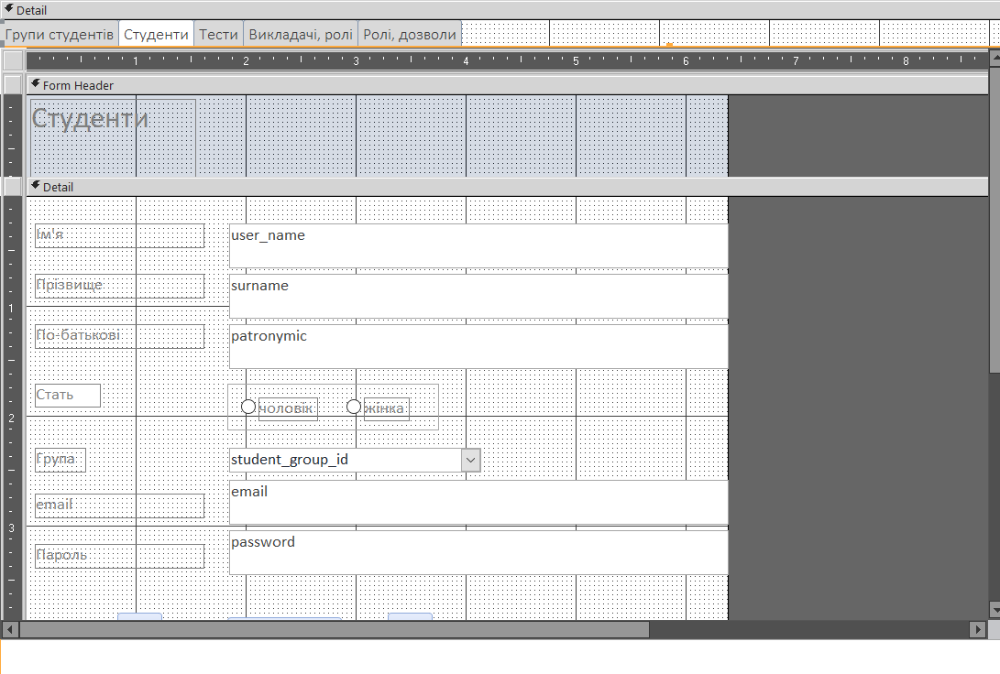 Detail
Групи студентів Студенти Тести Викладачі, ролі Ролі, дозволи
1 2 3 4 5 6 7 8
Form Header
Студенти
Detail
Ім'я user_name
Прізвище surname
1
По-батькові patronymic
Стать чоловік жінка
2
Група student_group_id
email email
3
Пароль password